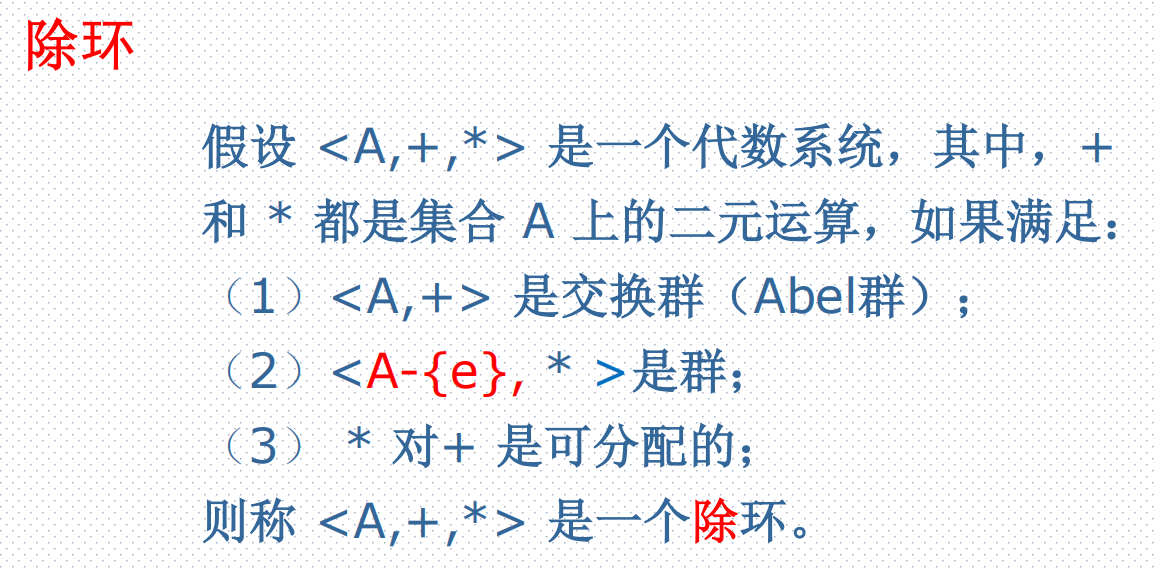 除环
假设 <A,+,*> 是一个代数系统，其中，+
和 * 都是集合 A 上的二元运算，如果满足：
（1）<A,+> 是交换群（Abel群）；
（2）<A-{e}, * >是群；
（3） * 对+ 是可分配的；
则称 <A,+,*> 是一个除环。